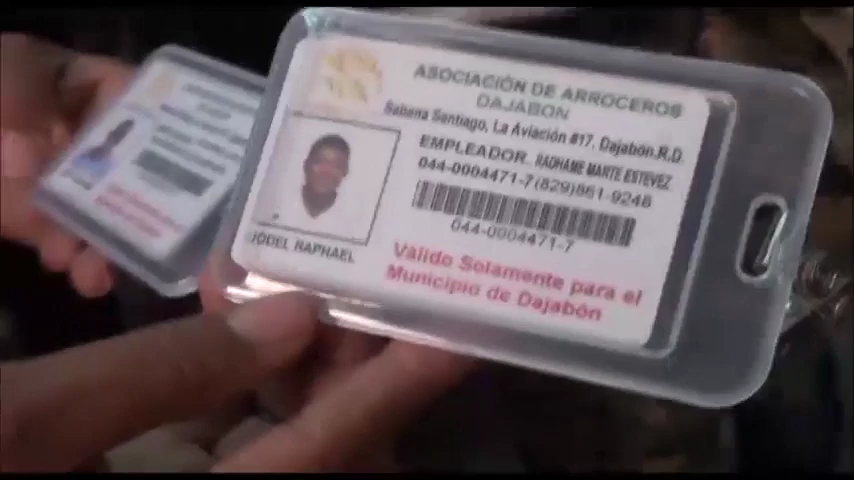 ASOCIACIÓN DE ARROCEROS
DAJABON
Sabana Santiago, La Aviación #17, Dajabón.R.D.
EMPLEADOR. RADHAME MARTE ESTEVEZ
044-0004471-7(829)861-9248
044-0004471-7
JODEL RAPHAEL
Valido Solamente para el
Municipio de Dajabón